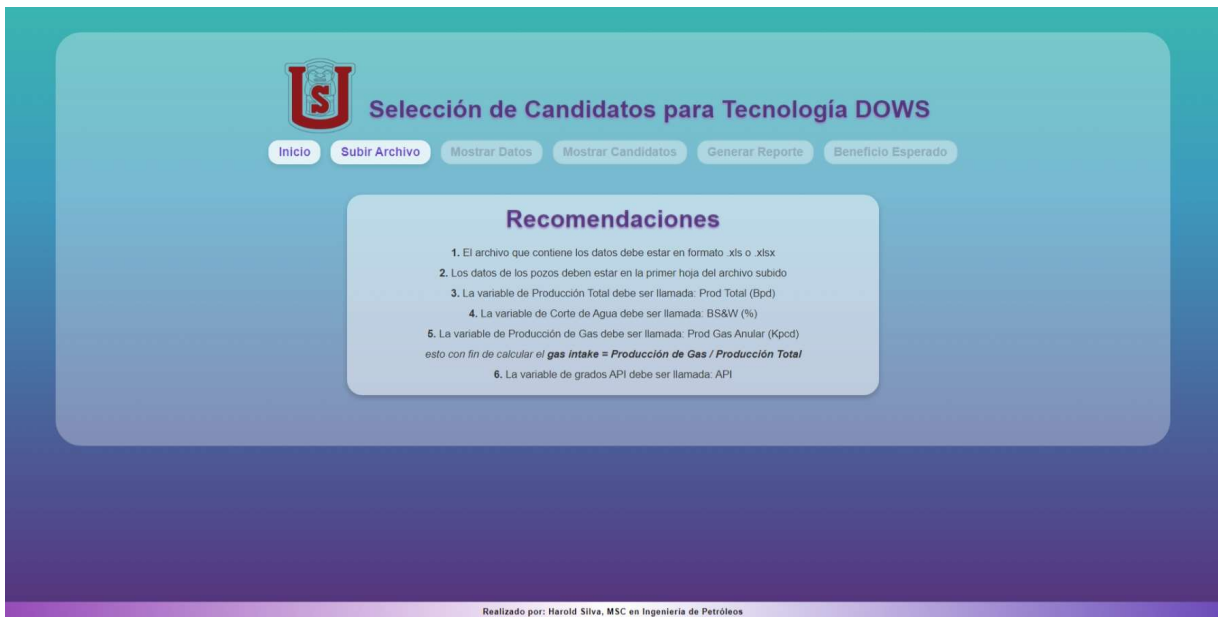 US
Selección de Candidatos para Tecnología DOWS
Inicio Subir Archivo Mostrar Datos Mostrar Candidatos Generar Reporte Beneficio Esperado
Recomendaciones
1. El archivo que contiene los datos debe estar en formato .xls o .xlsx
2. Los datos de los pozos deben estar en la primer hoja del archivo subido
3. La variable de Producción Total debe ser llamada: Prod Total (Bpd)
4. La variable de Corte de Agua debe ser llamada: BS&W (%)
5. La variable de Producción de Gas debe ser llamada: Prod Gas Anular (Kpcd)
esto con fin de calcular el gas intake = Producción de Gas / Producción Total
6. La variable de grados API debe ser llamada: API
Realizado por: Harold Silva, MSC en Ingeniería de Petróleos